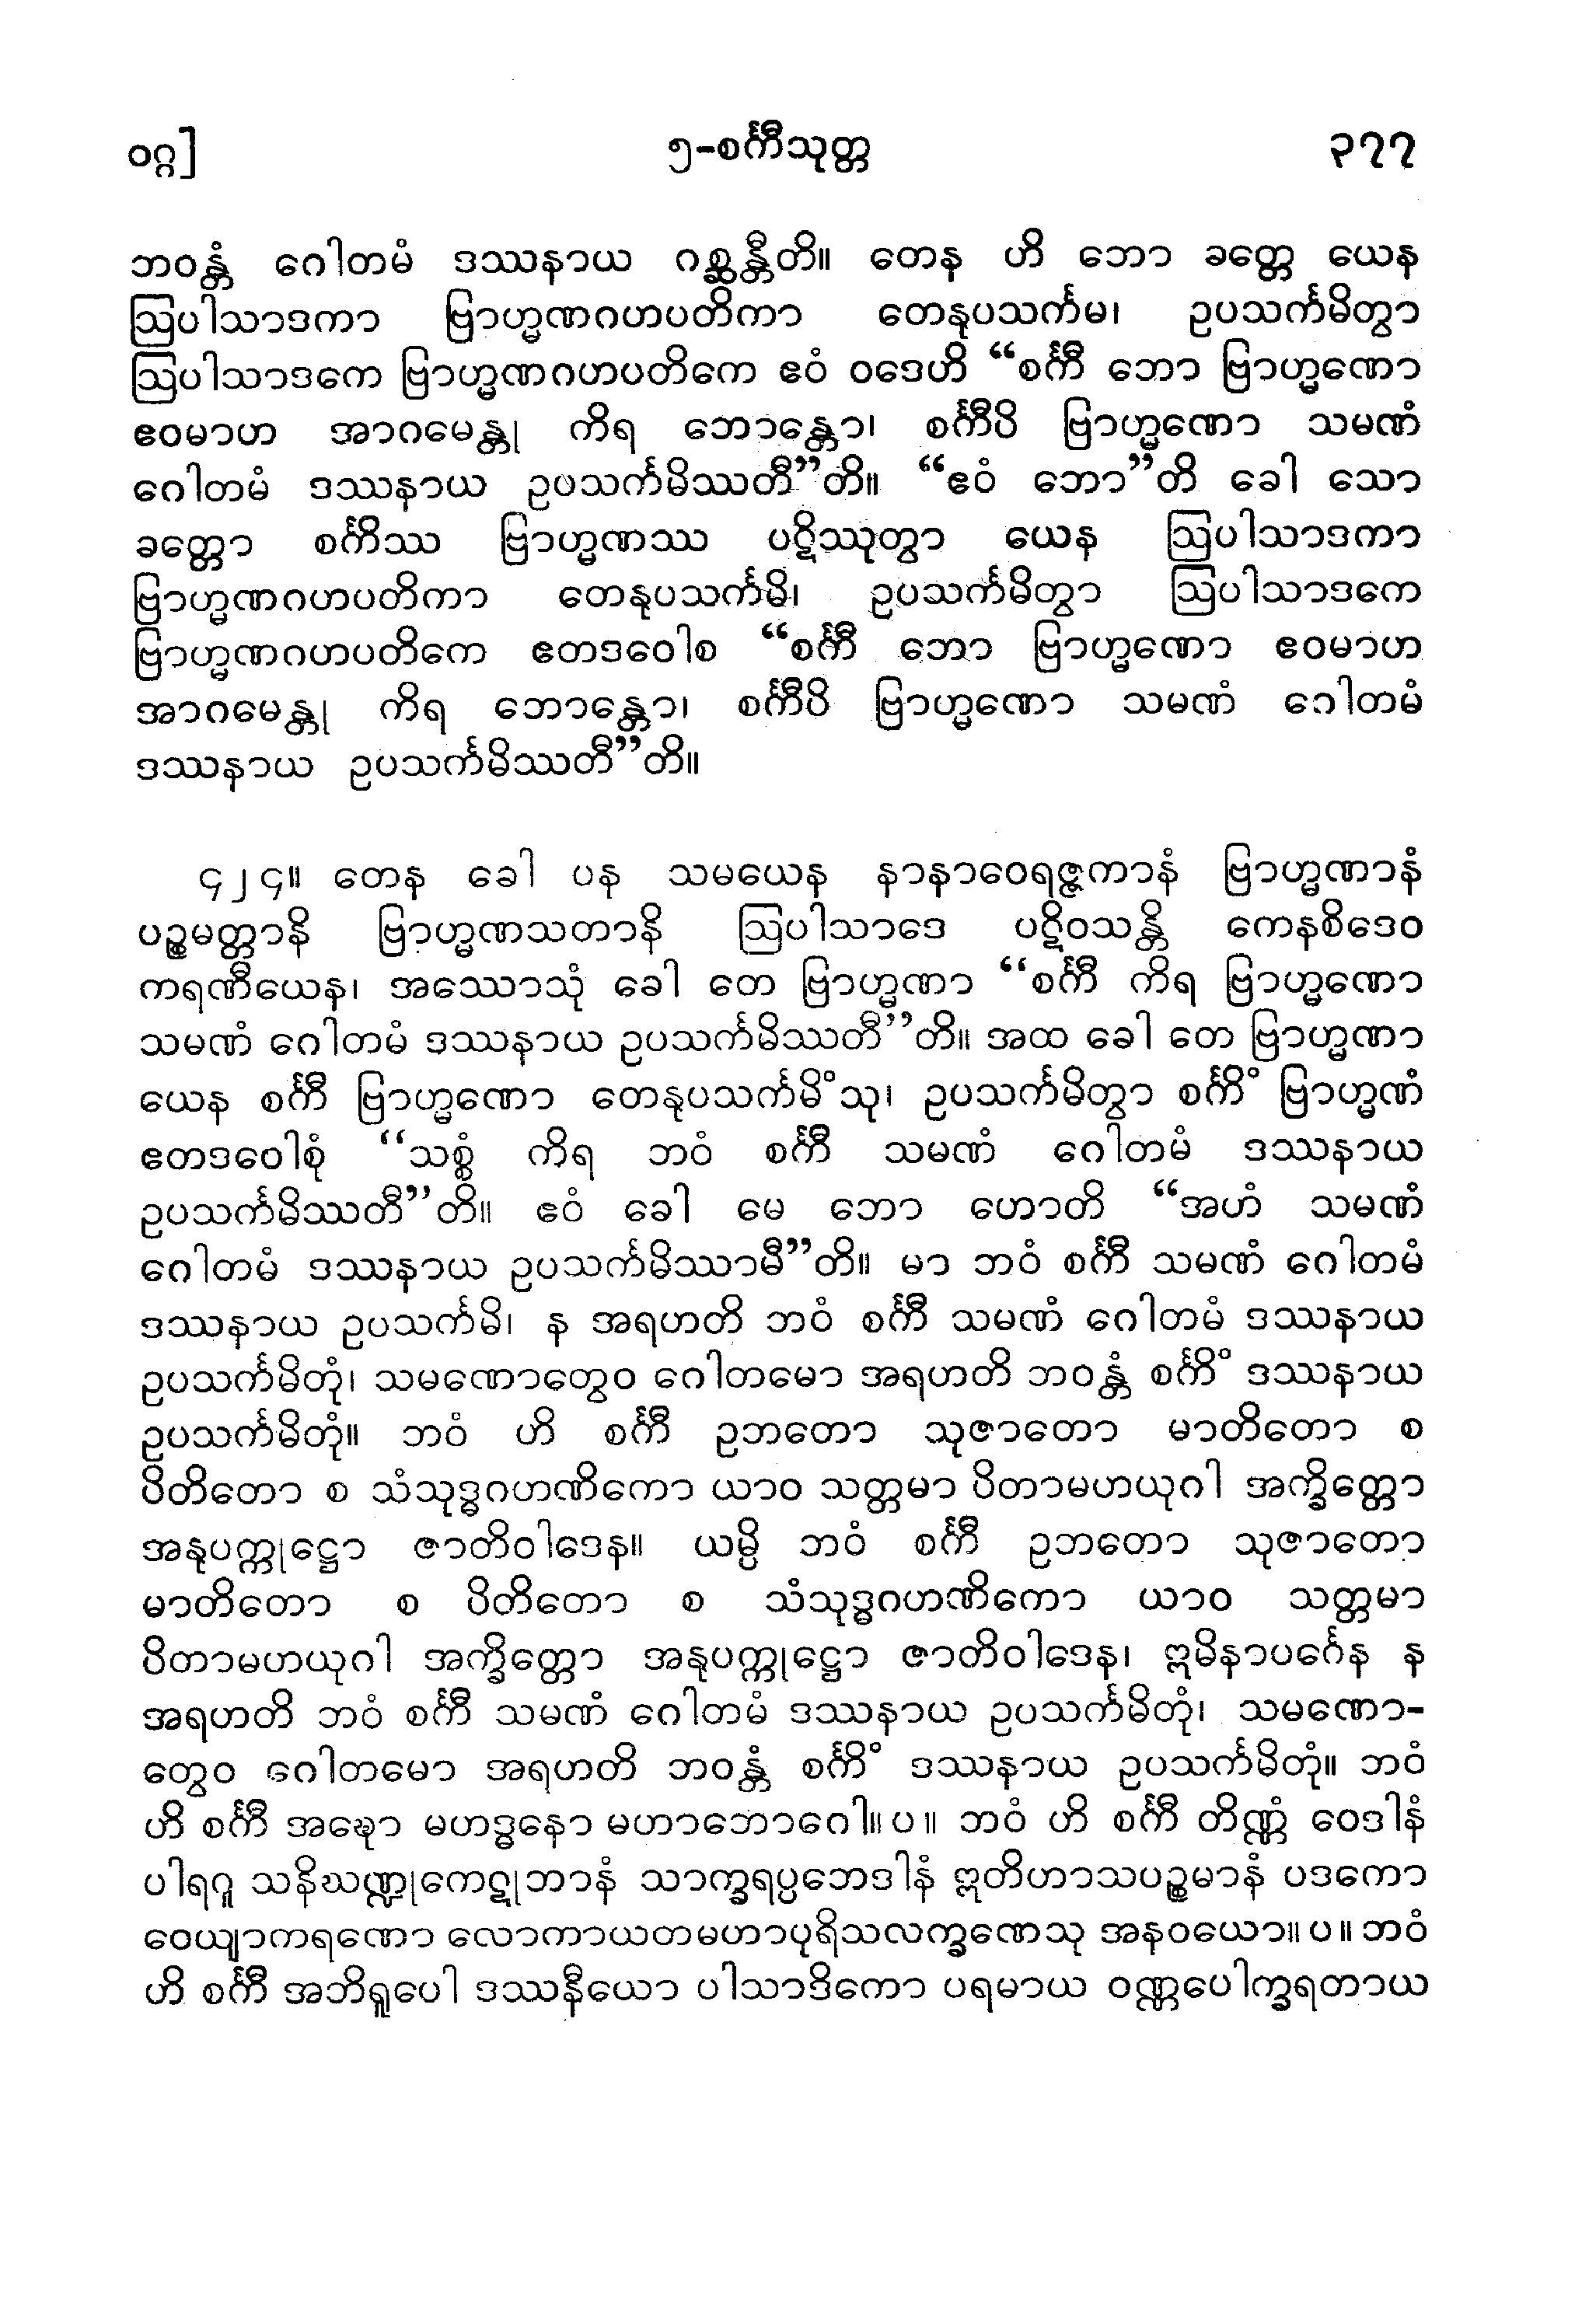 ဝဂ္ဂ] ၅-စင်္ကီသုတ္တ ၃၇၇
ဘဝန္တံ ဂေါတမံ ဒဿနာယ ဂစ္ဆန္တီတိ။ တေန ဟိ ဘော ခတ္တေ ယေန
ဩပါသာဒကာ ဗြာဟ္မဏဂဟပတိကာ တေနုပသင်္ကမ၊ ဥပသင်္ကမိတွာ
ဩပါသာဒကေ ဗြာဟ္မဏဂဟပတိကေ ဧဝံ ဝဒေဟိ “စင်္ကီ ဘော ဗြာဟ္မဏော
ဧဝမာဟ အာဂမေန္တု ကိရ ဘောန္တော၊ စင်္ကီပိ ဗြာဟ္မဏော သမဏံ
ဂေါတမံ ဒဿနာယ ဥပသင်္ကမိဿတီ”တိ။ “ဧဝံ ဘော”တိ ခေါ သော
ခတ္တော စင်္ကိဿ ဗြာဟ္မဏဿ ပဋိဿုတွာ ယေန ဩပါသာဒကာ
ဗြာဟ္မဏဂဟပတိကာ တေနုပသင်္ကမိ၊ ဥပသင်္ကမိတွာ ဩပါသာဒကေ
ဗြာဟ္မဏဂဟပတိကေ ဧတဒဝေါစ “စင်္ကီ ဘော ဗြာဟ္မဏော ဧဝမာဟ
အာဂမေန္တု ကိရ ဘောန္တော၊ စင်္ကီပိ ဗြာဟ္မဏော သမဏံ ဂေါတမံ
ဒဿနာယ ဥပသင်္ကမိဿတီ”တိ။
၄၂၄။ တေန ခေါ ပန သမယေန နာနာဝေရဇ္ဇကာနံ ဗြာဟ္မဏာနံ
ပဉ္စမတ္တာနိ ဗြာဟ္မဏသတာနိ ဩပါသာဒေ ပဋိဝသန္တိ ကေနစိဒေဝ
ကရဏီယေန၊ အဿောသုံ ခေါ တေ ဗြာဟ္မဏာ “စင်္ကီ ကိရ ဗြာဟ္မဏော
သမဏံ ဂေါတမံ ဒဿနာယ ဥပသင်္ကမိဿတီ”တိ။ အထ ခေါ တေ ဗြာဟ္မဏာ
ယေန စင်္ကီ ဗြာဟ္မဏော တေနုပသင်္ကမိံသု၊ ဥပသင်္ကမိတွာ စင်္ကိံ ဗြာဟ္မဏံ
ဧတဒဝေါစုံ “သစ္စံ ကိရ ဘဝံ စင်္ကီ သမဏံ ဂေါတမံ ဒဿနာယ
ဥပသင်္ကမိဿတီ”တိ။ ဧဝံ ခေါ မေ ဘော ဟောတိ “အဟံ သမဏံ
ဂေါတမံ ဒဿနာယ ဥပသင်္ကမိဿာမီ”တိ။ မာ ဘဝံ စင်္ကီ သမဏံ ဂေါတမံ
ဒဿနာယ ဥပသင်္ကမိ၊ န အရဟတိ ဘဝံ စင်္ကီ သမဏံ ဂေါတမံ ဒဿနာယ
ဥပသင်္ကမိတုံ၊ သမဏောတွေဝ ဂေါတမော အရဟတိ ဘဝန္တံ စင်္ကိံ ဒဿနာယ
ဥပသင်္ကမိတုံ။ ဘဝံ ဟိ စင်္ကီ ဥဘတော သုဇာတော မာတိတော စ
ပိတိတော စ သံသုဒ္ဓဂဟဏိကော ယာဝ သတ္တမာ ပိတာမဟယုဂါ အက္ခိတ္တော
အနုပက္ကုဋ္ဌော ဇာတိဝါဒေန။ ယမ္ပိ ဘဝံ စင်္ကီ ဥဘတော သုဇာတော
မာတိတော စ ပိတိတော စ သံသုဒ္ဓဂဟဏိကော ယာဝ သတ္တမာ
ပိတာမဟယုဂါ အက္ခိတ္တော အနုပက္ကုဋ္ဌော ဇာတိဝါဒေန၊ ဣမိနာပင်္ဂေန န
အရဟတိ ဘဝံ စင်္ကီ သမဏံ ဂေါတမံ ဒဿနာယ ဥပသင်္ကမိတုံ၊ သမဏော-
တွေဝ ဂေါတမော အရဟတိ ဘဝန္တံ စင်္ကိံ ဒဿနာယ ဥပသင်္ကမိတုံ။ ဘဝံ
ဟိ စင်္ကီ အဍ္ဎော မဟဒ္ဓနော မဟာဘောဂေါ။ ပ ။ ဘဝံ ဟိ စင်္ကီ တိဏ္ဏံ ဝေဒါနံ
ပါရဂူ သနိဃဏ္ဍုကေဋုဘာနံ သာက္ခရပ္ပဘေဒါနံ ဣတိဟာသပဉ္စမာနံ ပဒကော
ဝေယျာကရဏော လောကာယတမဟာပုရိသလက္ခဏေသု အနဝယော။ ပ ။ ဘဝံ
ဟိ စင်္ကီ အဘိရူပေါ ဒဿနီယော ပါသာဒိကော ပရမာယ ဝဏ္ဏပေါက္ခရတာယ